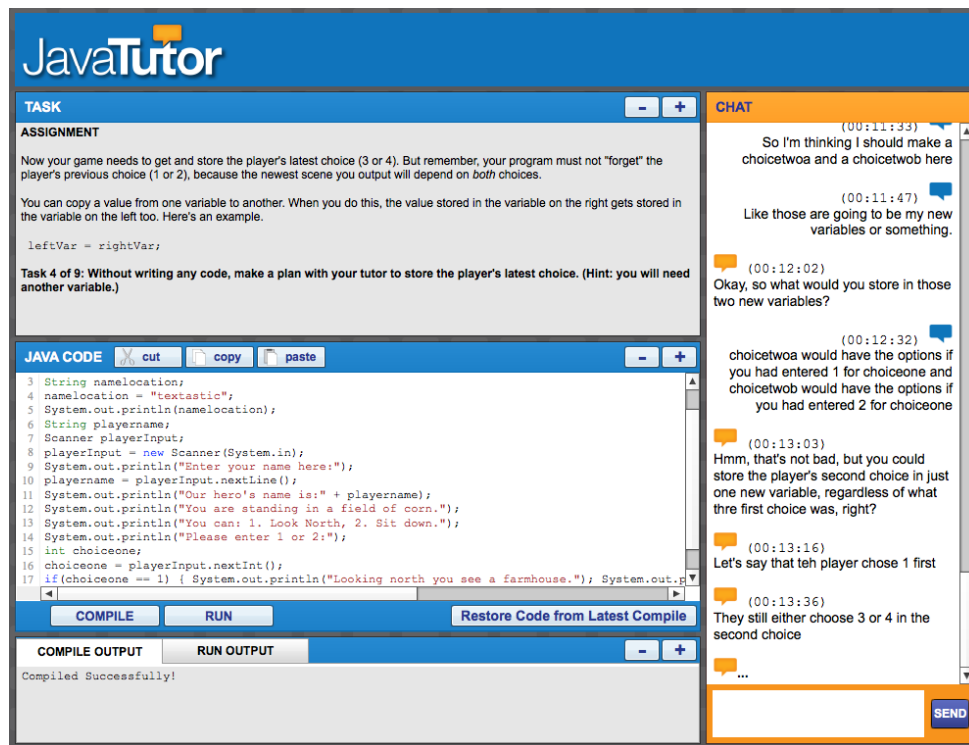 JavaTutor
TASK
- +
ASSIGNMENT
Now your game needs to get and store the player's latest choice (3 or 4). But remember, your program must not "forget" the
player's previous choice (1 or 2), because the newest scene you output will depend on both choices.
You can copy a value from one variable to another. When you do this, the value stored in the variable on the right gets stored in
the variable on the left too. Here's an example.
leftVar = rightVar;
Task 4 of 9: Without writing any code, make a plan with your tutor to store the player's latest choice. (Hint: you will need
another variable.)
JAVA CODE cut copy paste - +
3 String namelocation;
4 namelocation = "textastic";
5 System.out.println(namelocation);
6 String playername;
7 Scanner playerInput;
8 playerInput = new Scanner(System.in);
9 System.out.println("Enter your name here:");
10 playername = playerInput.nextLine();
11 System.out.println("Our hero's name is:" + playername);
12 System.out.println("You are standing in a field of corn.");
13 System.out.println("You can: 1. Look North, 2. Sit down.");
14 System.out.println("Please enter 1 or 2:");
15 int choiceone;
16 choiceone = playerInput.nextInt();
17 if(choiceone == 1) { System.out.println("Looking north you see a farmhouse."); System.out.p
COMPILE RUN Restore Code from Latest Compile
COMPILE OUTPUT RUN OUTPUT - +
Compiled Successfully!
CHAT
(00:11:33)
So I'm thinking I should make a
choicetwoa and a choicetwob here
(00:11:47)
Like those are going to be my new
variables or something.
(00:12:02)
Okay, so what would you store in those
two new variables?
(00:12:32)
choicetwoa would have the options if
you had entered 1 for choiceone and
choicetwob would have the options if
you had entered 2 for choiceone
(00:13:03)
Hmm, that's not bad, but you could
store the player's second choice in just
one new variable, regardless of what
thre first choice was, right?
(00:13:16)
Let's say that teh player chose 1 first
(00:13:36)
They still either choose 3 or 4 in the
second choice
...
SEND